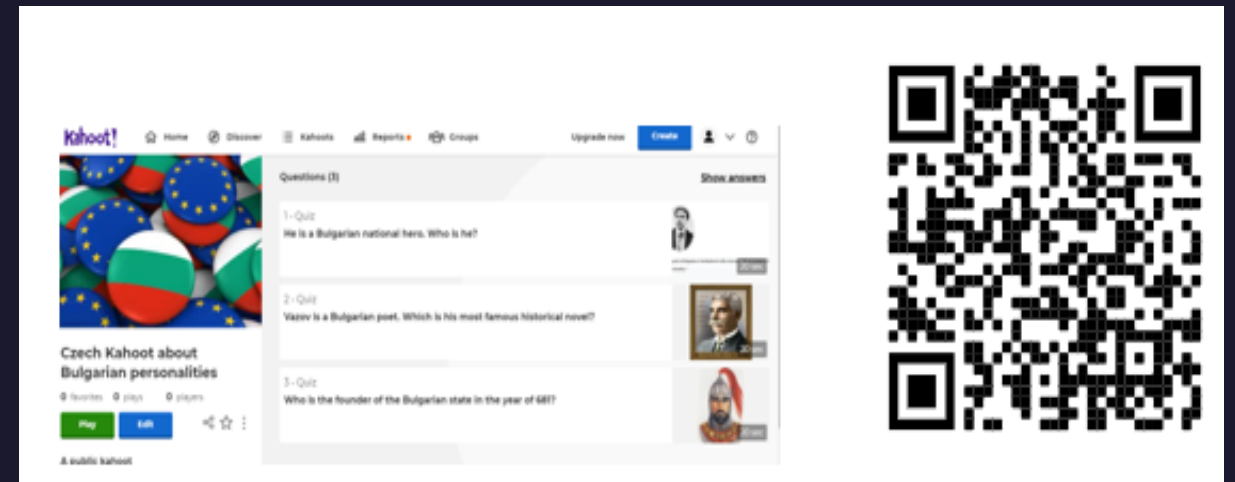 Kahoot! Home Discover Kahoots Reports Groups Upgrade now Create
Questions (3) Show answers
1 - Quiz
He is a Bulgarian national hero. Who is he?
20 sec
2 - Quiz
Vazov is a Bulgarian poet. Which is his most famous historical novel?
20 sec
3 - Quiz
Who is the founder of the Bulgarian state in the year of 681?
20 sec
Czech Kahoot about
Bulgarian personalities
0 favorites 0 plays 0 players
Play Edit
A public kahoot